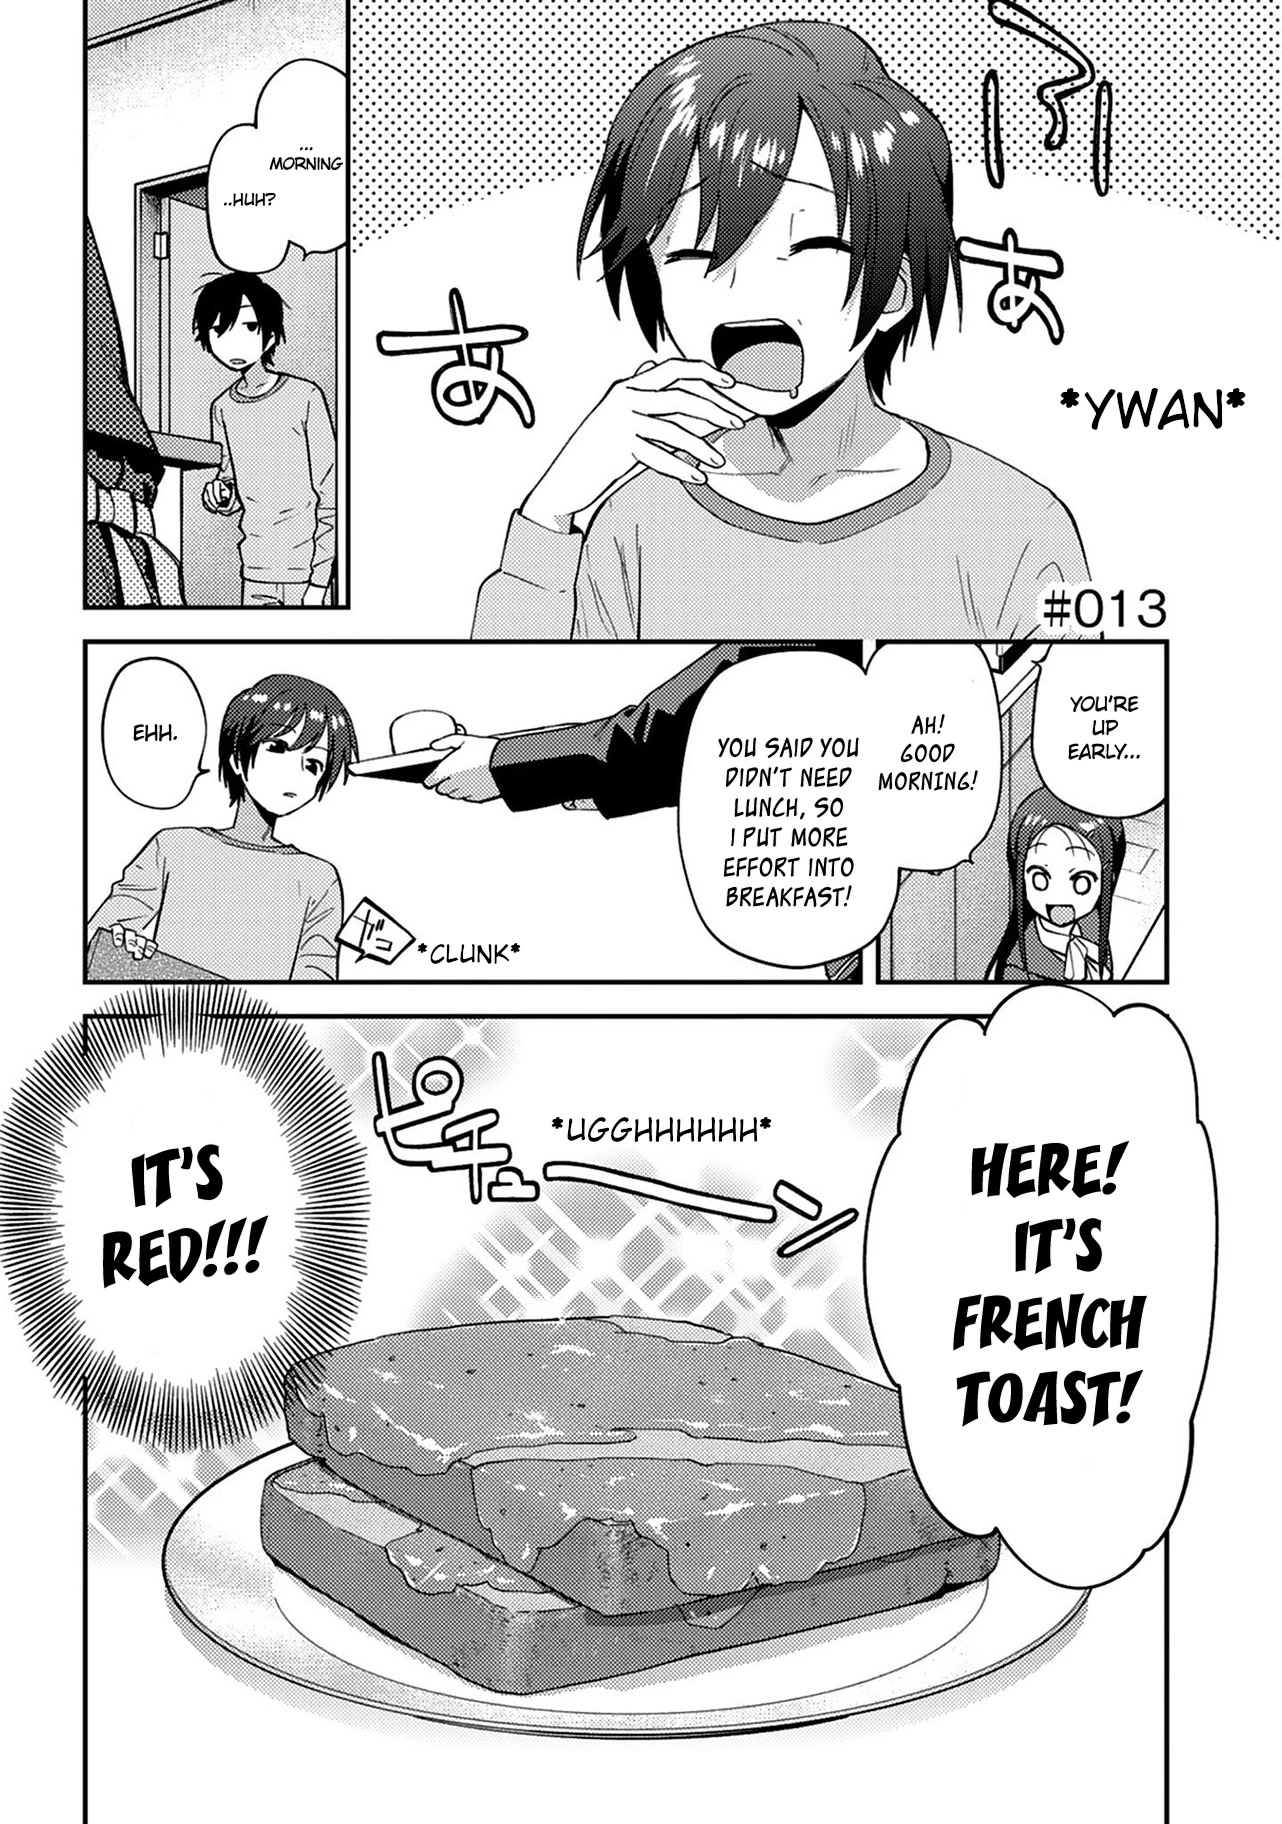 ふ
ぁ
あ
*YWAN*
#013
...
MORNING
..HUH?
YOU'RE
UP
EARLY...
AH!
GOOD
MORNING!
YOU SAID YOU
DIDN'T NEED
LUNCH, SO
I PUT MORE
EFFORT INTO
BREAKFAST!
EHH.
*CLUNK*
HERE!
IT'S
FRENCH
TOAST!
*UGGHHHHHH*
ピチューーン
IT'S
RED!!!